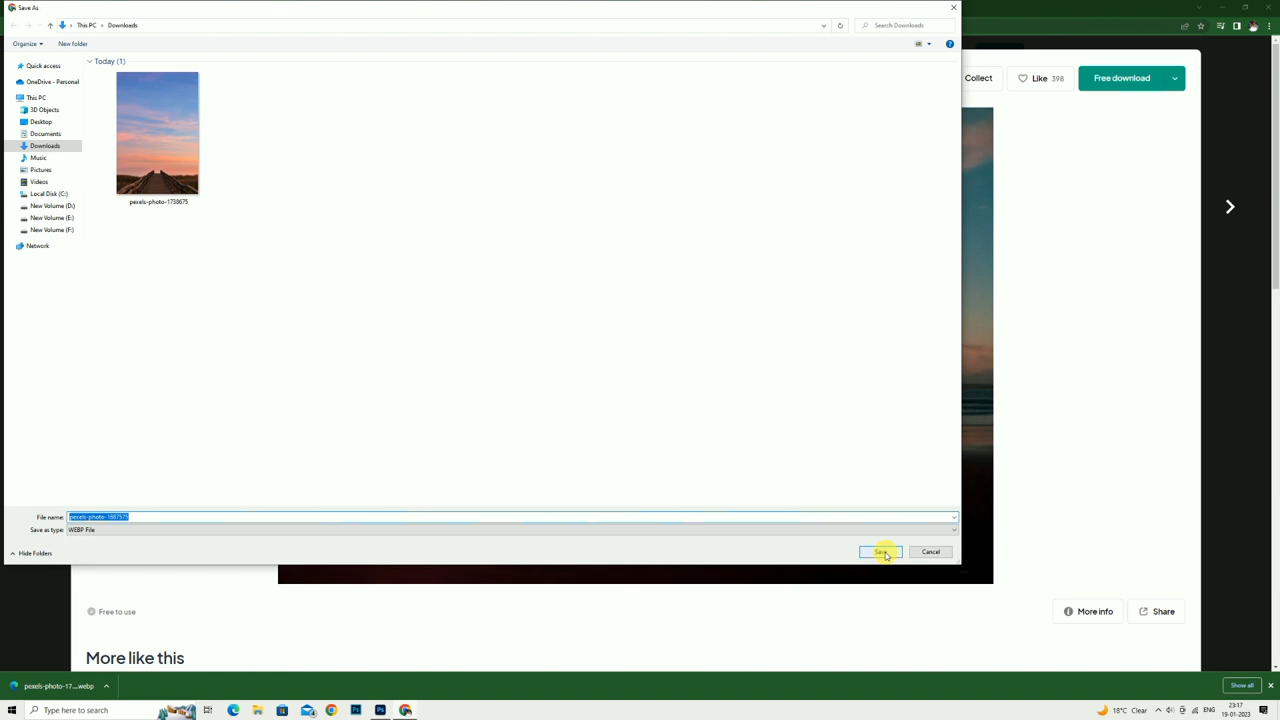 Save As
This PC > Downloads
Search Downloads
Organize
New folder
Collect
Like 398
Free download
Today (1)
Quick access
OneDrive - Personal
This PC
3D Objects
Desktop
Documents
Downloads
Music
Pictures
Videos
Local Disk (C:)
New Volume (D:)
New Volume (E:)
New Volume (F:)
Network
pexels-photo-1738675
File name: pexels-photo-1687575
Save as type: WEBP File
Hide Folders
Save
Cancel
Free to use
More info
Share
More like this
pexels-photo-17....webp
Show all
Type here to search
18°C Clear
ENG
23:17
19-01-2023